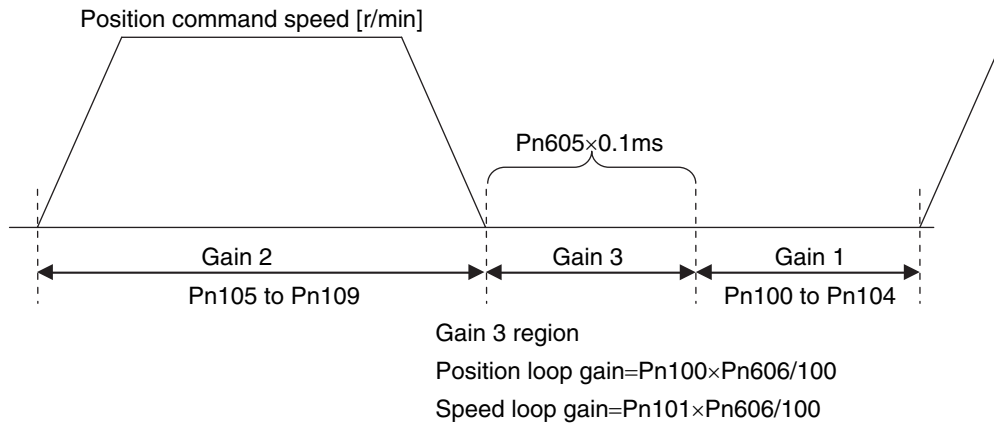 Position command speed [r/min]
Pn605×0.1ms
Gain 2
Gain 3
Gain 1
Pn105 to Pn109
Pn100 to Pn104
Gain 3 region
Position loop gain=Pn100×Pn606/100
Speed loop gain=Pn101×Pn606/100